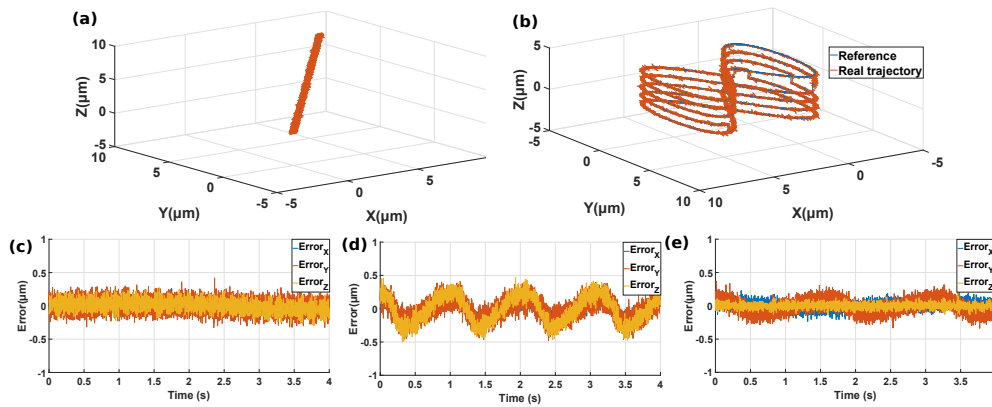 (a)
10
5
0
-5
Z(µm)
10
5
0
-5
Y(µm)
-5
0
5
X(µm)
(b)
5
0
-5
Z(µm)
Reference
Real trajectory
-5
0
5
10
Y(µm)
10
5
0
-5
X(µm)
(c)
1
0.5
0
-0.5
-1
Error(µm)
0 0.5 1 1.5 2 2.5 3 3.5 4
Time (s)
ErrorX
ErrorY
ErrorZ
(d)
1
0.5
0
-0.5
-1
Error(µm)
0 0.5 1 1.5 2 2.5 3 3.5 4
Time (s)
ErrorX
ErrorY
ErrorZ
(e)
1
0.5
0
-0.5
-1
Error(µm)
0 0.5 1 1.5 2 2.5 3 3.5
Time (s)
ErrorX
ErrorY
ErrorZ